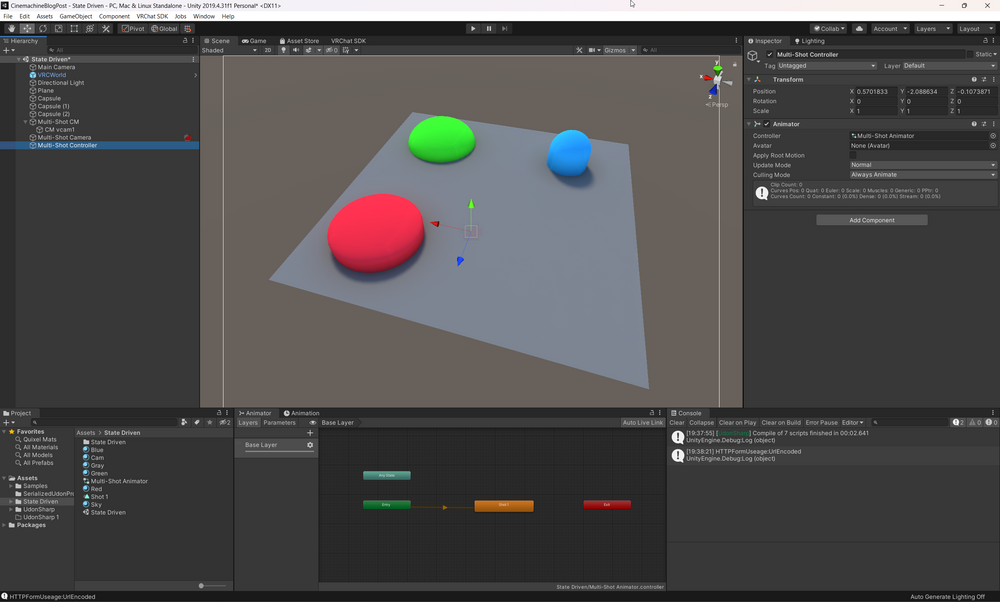 CinemachineBlogPost - State Driven - PC, Mac & Linux Standalone - Unity 2019.4.31f1 Personal* <DX11>
File Edit Assets GameObject Component VRChat SDK Jobs Window Help
Pivot Global Collab Account Layers Layout
Hierarchy
All
State Driven*
Main Camera
VRCWorld
Directional Light
Plane
Capsule
Capsule (1)
Capsule (2)
Multi-Shot CM
CM vcam1
Multi-Shot Camera
Multi-Shot Controller
Scene Game Asset Store VRChat SDK
Shaded 2D 0 Gizmos All
y
x
z
Persp
Inspector Lighting
Multi-Shot Controller Static
Tag Untagged Layer Default
Transform
Position X 0.5701833 Y -2.088634 Z -0.1073871
Rotation X 0 Y 0 Z 0
Scale X 1 Y 1 Z 1
Animator
Controller Multi-Shot Animator
Avatar None (Avatar)
Apply Root Motion
Update Mode Normal
Culling Mode Always Animate
Clip Count: 0
Curves Pos: 0 Quat: 0 Euler: 0 Scale: 0 Muscles: 0 Generic: 0 PPtr: 0
Curves Count: 0 Constant: 0 (0.0%) Dense: 0 (0.0%) Stream: 0 (0.0%)
Add Component
Project
2
Favorites
Quixel Mats
All Materials
All Models
All Prefabs
Assets
Samples
SerializedUdonPr
State Driven
UdonSharp
UdonSharp 1
Packages
Assets > State Driven
State Driven
Blue
Cam
Gray
Green
Multi-Shot Animator
Red
Shot 1
Sky
State Driven
Animator Animation
Layers Parameters Base Layer Auto Live Link
Base Layer
Any State
Entry
Shot 1
Exit
State Driven/Multi-Shot Animator.controller
Console
Clear Collapse Clear on Play Clear on Build Error Pause Editor 2 0 0
[19:37:55] [UdonSharp] Compile of 7 scripts finished in 00:02.641
UnityEngine.Debug:Log (object)
[19:38:21] HTTPFormUseage:UrlEncoded
UnityEngine.Debug:Log (object)
HTTPFormUseage:UrlEncoded
Auto Generate Lighting Off